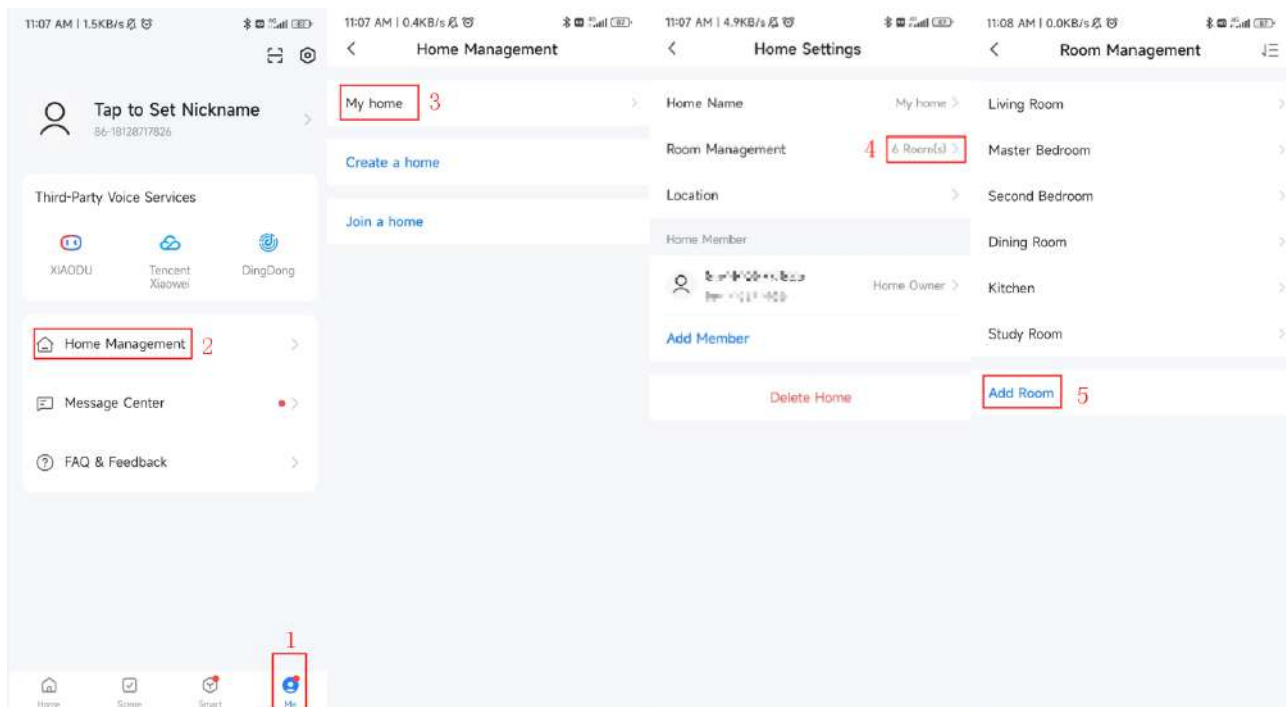 11:07 AM | 1.5KB/s
Tap to Set Nickname
86-18128717826
Third-Party Voice Services
XIAODU
Tencent
Xiaowei
DingDong
Home Management 2
Message Center
FAQ & Feedback
1
Home
Scene
Smart
Me
11:07 AM | 0.4KB/s
Home Management
My home 3
Create a home
Join a home
11:07 AM | 4.9KB/s
Home Settings
Home Name My home
Room Management 4 6 Room(s)
Location
Home Member
Home Owner
Add Member
Delete Home
11:08 AM | 0.0KB/s
Room Management
Living Room
Master Bedroom
Second Bedroom
Dining Room
Kitchen
Study Room
Add Room 5